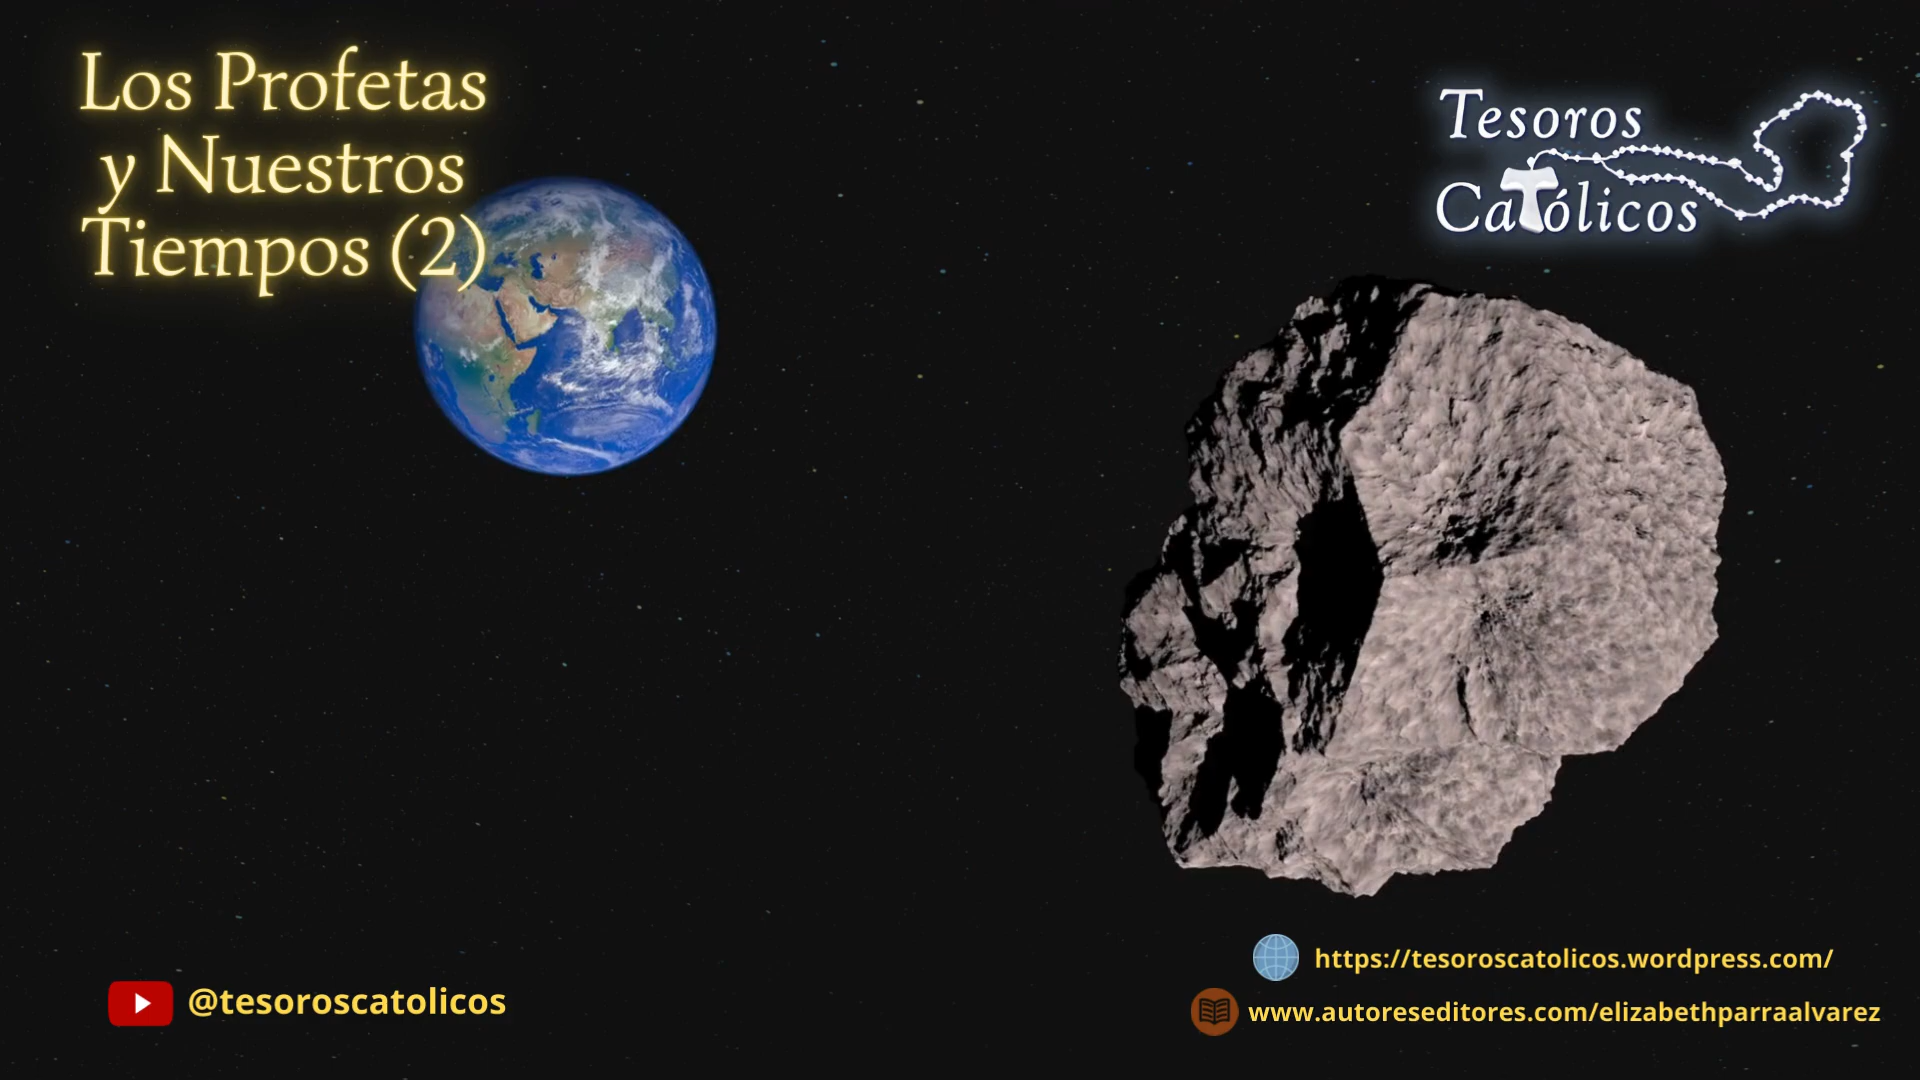 Los Profetas
y Nuestros
Tiempos (2)
Tesoros
Católicos
@tesoroscatolicos
https://tesoroscatolicos.wordpress.com/
www.autoreseditores.com/elizabethparraalvarez